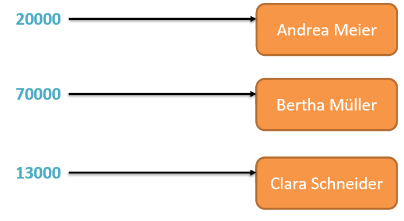 20000 Andrea Meier
70000 Bertha Müller
13000 Clara Schneider